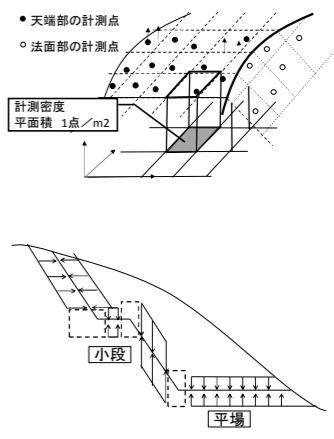 ● 天端部の計測点
○ 法面部の計測点
計測密度
平面積 1点/m2
小段
平場